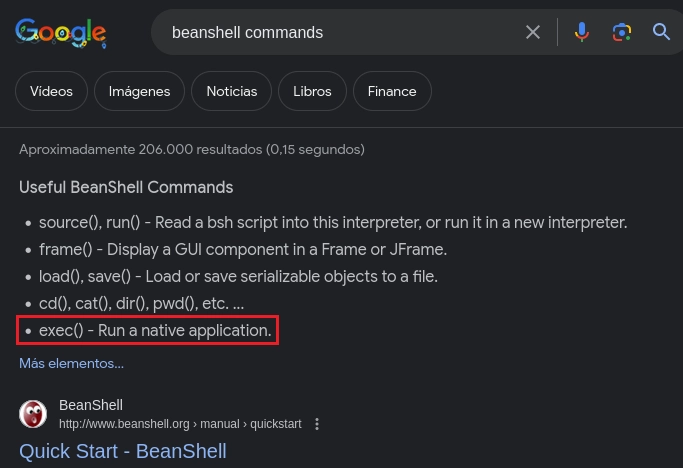 Google
beanshell commands
Vídeos Imágenes Noticias Libros Finance
Aproximadamente 206.000 resultados (0,15 segundos)
Useful BeanShell Commands
• source(), run() - Read a bsh script into this interpreter, or run it in a new interpreter.
• frame() - Display a GUI component in a Frame or JFrame.
• load(), save() - Load or save serializable objects to a file.
• cd(), cat(), dir(), pwd(), etc. ...
• exec() - Run a native application.
Más elementos...
BeanShell
http://www.beanshell.org › manual › quickstart
Quick Start - BeanShell